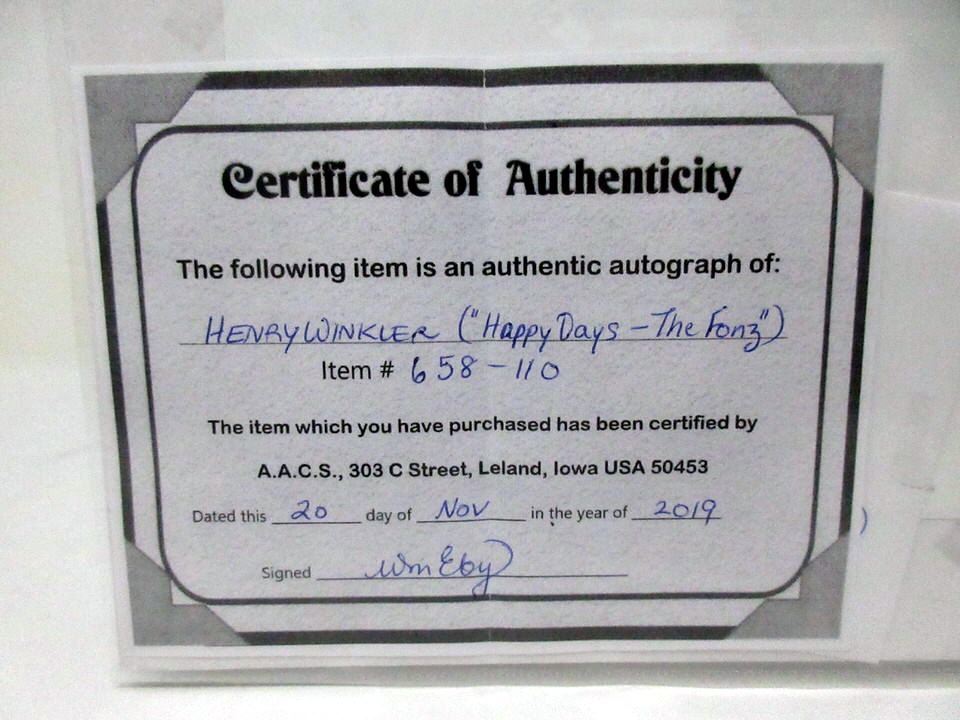 Certificate of Authenticity
The following item is an authentic autograph of:
HENRY WINKLER ("Happy Days - The Fonz")
Item # 658-110
The item which you have purchased has been certified by
A.A.C.S., 303 C Street, Leland, Iowa USA 50453
Dated this 20 day of Nov in the year of 2019
Signed Wm Eby